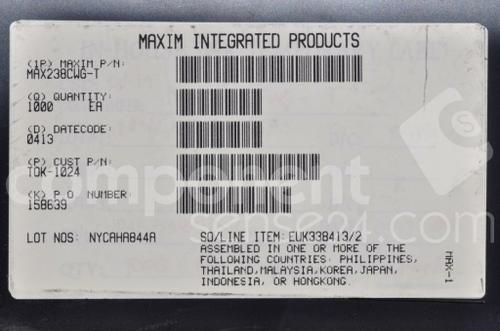 MAXIM INTEGRATED PRODUCTS
(1P) MAXIM P/N:
MAX238CWG-T
(Q) QUANTITY:
1000 EA
(D) DATECODE:
0413
(P) CUST P/N:
TOK-1024
(K) P.O. NUMBER:
158639
LOT NOS: NYCAHA844A
SO/LINE ITEM: EUK338413/2
ASSEMBLED IN ONE OR MORE OF THE
FOLLOWING COUNTRIES: PHILIPPINES,
THAILAND,MALAYSIA,KOREA,JAPAN,
INDONESIA, OR HONGKONG.
MAX-1
component
sense24.com